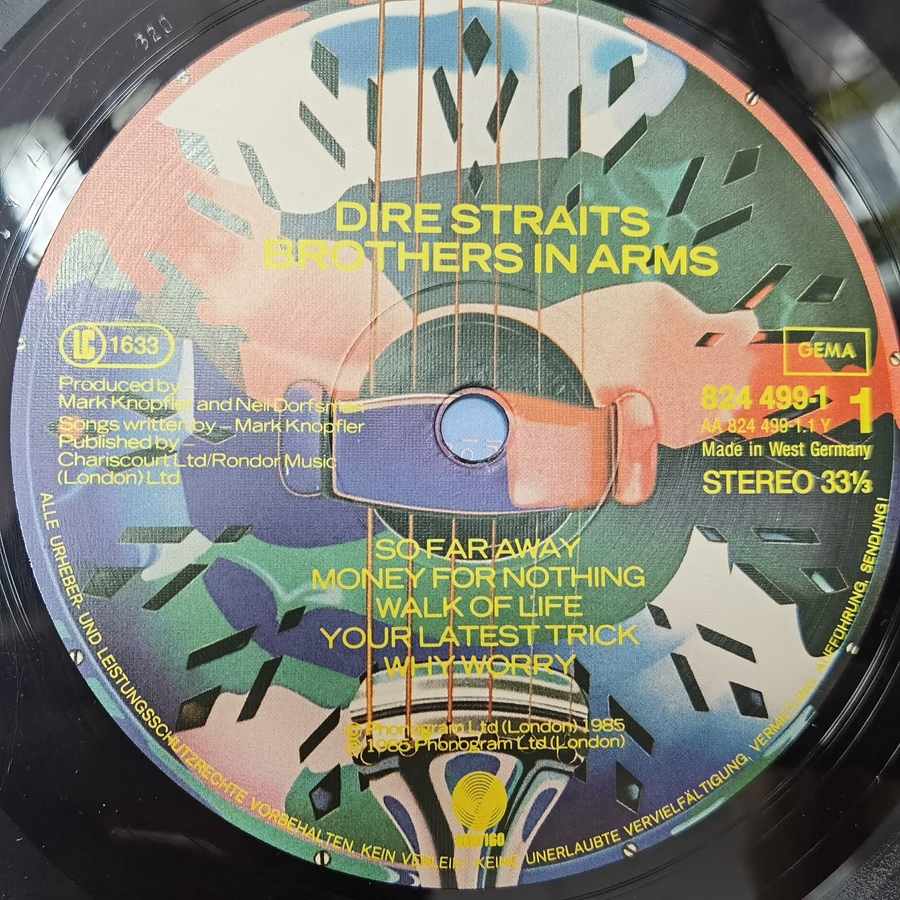 320
DIRE STRAITS
BROTHERS IN ARMS
LC 1633
GEMA
Produced by –
Mark Knopfler and Neil Dorfsman
Songs written by – Mark Knopfler
Published by –
Chariscourt Ltd/Rondor Music
(London) Ltd
824 499-1 1
AA 824 499-1.1 Y
Made in West Germany
STEREO 33⅓
SO FAR AWAY
MONEY FOR NOTHING
WALK OF LIFE
YOUR LATEST TRICK
WHY WORRY
© Phonogram Ltd (London) 1985
℗ 1985 Phonogram Ltd (London)
VERTIGO
ALLE URHEBER- UND LEISTUNGSSCHUTZRECHTE VORBEHALTEN, KEIN VERLEIH! KEINE UNERLAUBTE VERVIELFÄLTIGUNG, VERMIETUNG, AUFFÜHRUNG, SENDUNG!